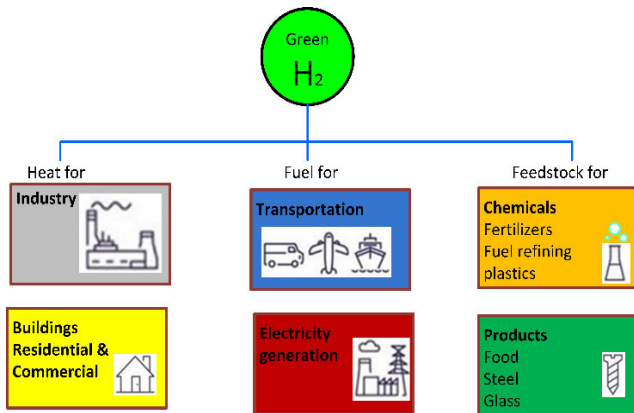 Green
H2
Heat for
Fuel for
Feedstock for
Industry
Transportation
Chemicals
Fertilizers
Fuel refining
plastics
Buildings
Residential &
Commercial
Electricity
generation
Products
Food
Steel
Glass